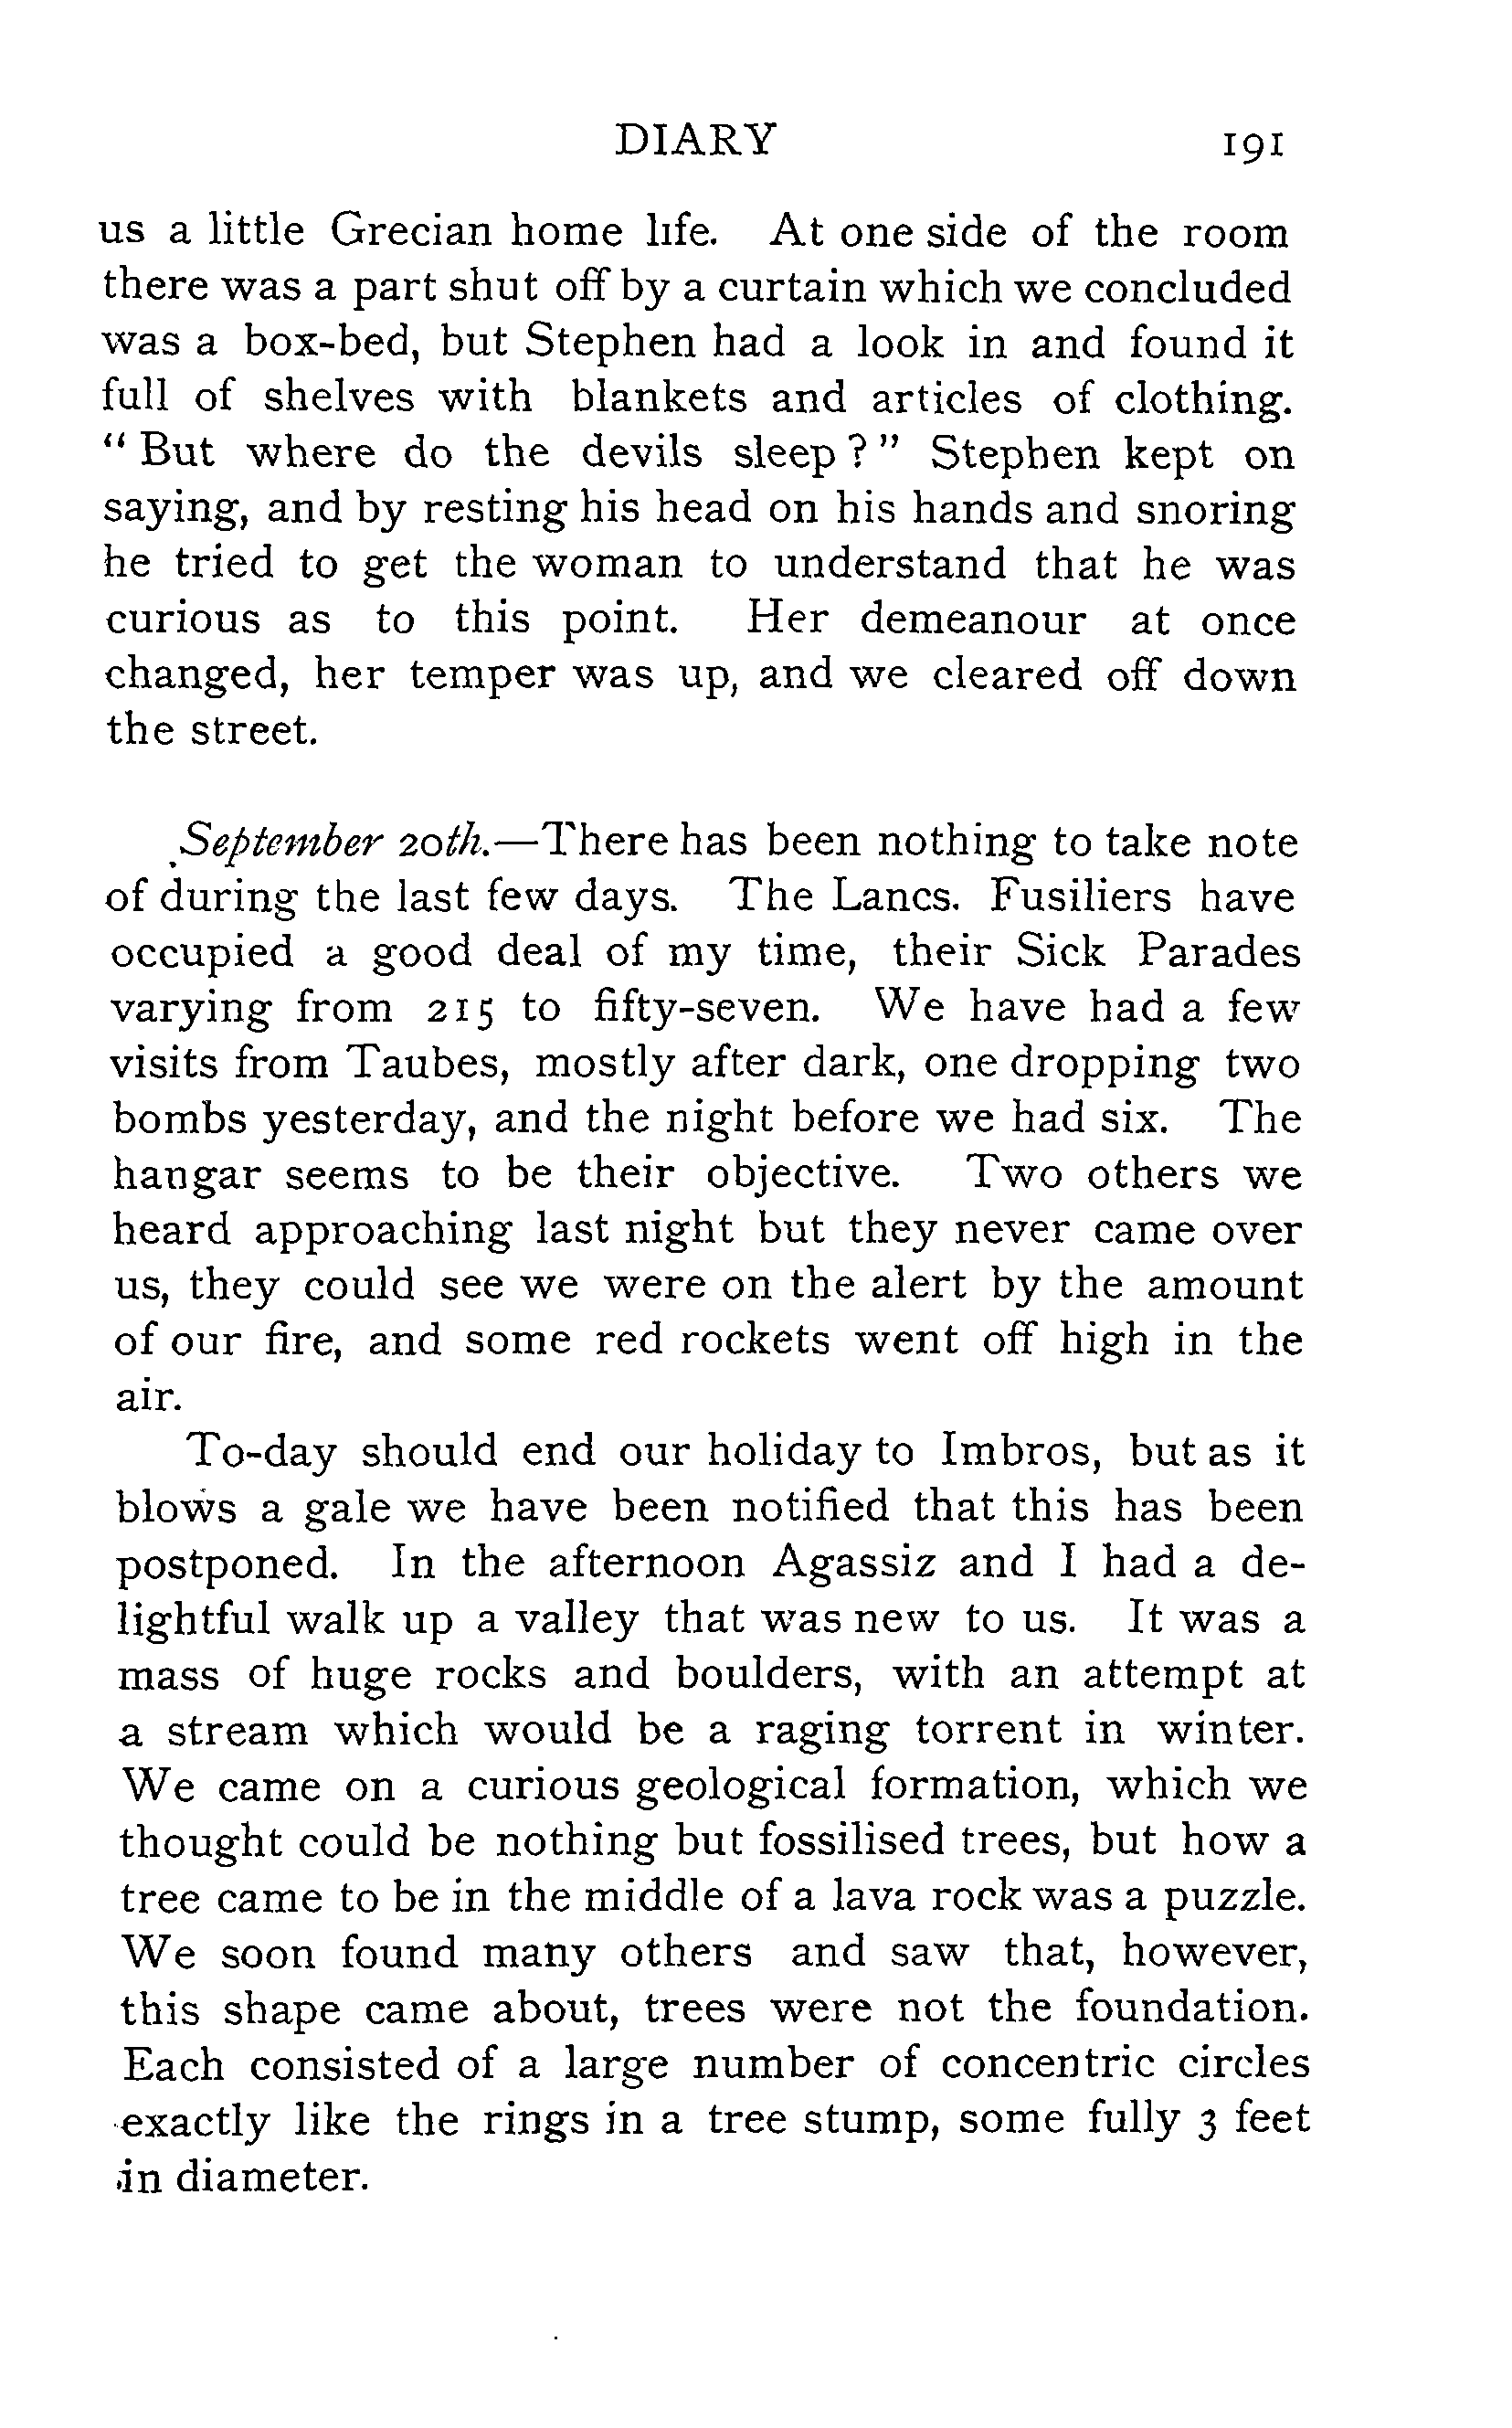 DIARY 191
us a little Grecian home life. At one side of the room
there was a part shut off by a curtain which we concluded
was a box-bed, but Stephen had a look in and found it
full of shelves with blankets and articles of clothing.
“ But where do the devils sleep ? ” Stephen kept on
saying, and by resting his head on his hands and snoring
he tried to get the woman to understand that he was
curious as to this point. Her demeanour at once
changed, her temper was up, and we cleared off down
the street.
September 20th.—There has been nothing to take note
of during the last few days. The Lancs. Fusiliers have
occupied a good deal of my time, their Sick Parades
varying from 215 to fifty-seven. We have had a few
visits from Taubes, mostly after dark, one dropping two
bombs yesterday, and the night before we had six. The
hangar seems to be their objective. Two others we
heard approaching last night but they never came over
us, they could see we were on the alert by the amount
of our fire, and some red rockets went off high in the
air.
To-day should end our holiday to Imbros, but as it
blows a gale we have been notified that this has been
postponed. In the afternoon Agassiz and I had a de-
lightful walk up a valley that was new to us. It was a
mass of huge rocks and boulders, with an attempt at
a stream which would be a raging torrent in winter.
We came on a curious geological formation, which we
thought could be nothing but fossilised trees, but how a
tree came to be in the middle of a lava rock was a puzzle.
We soon found many others and saw that, however,
this shape came about, trees were not the foundation.
Each consisted of a large number of concentric circles
exactly like the rings in a tree stump, some fully 3 feet
in diameter.